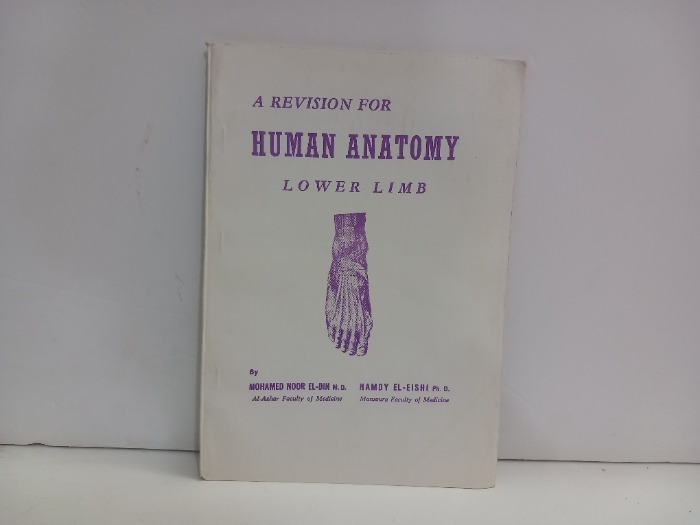 A REVISION FOR
HUMAN ANATOMY
LOWER LIMB
By
MOHAMED NOOR EL-DIN M.D. HAMDY EL-EISHI Ph. D.
Al-Azhar Faculty of Medicine Mansoura Faculty of Medicine